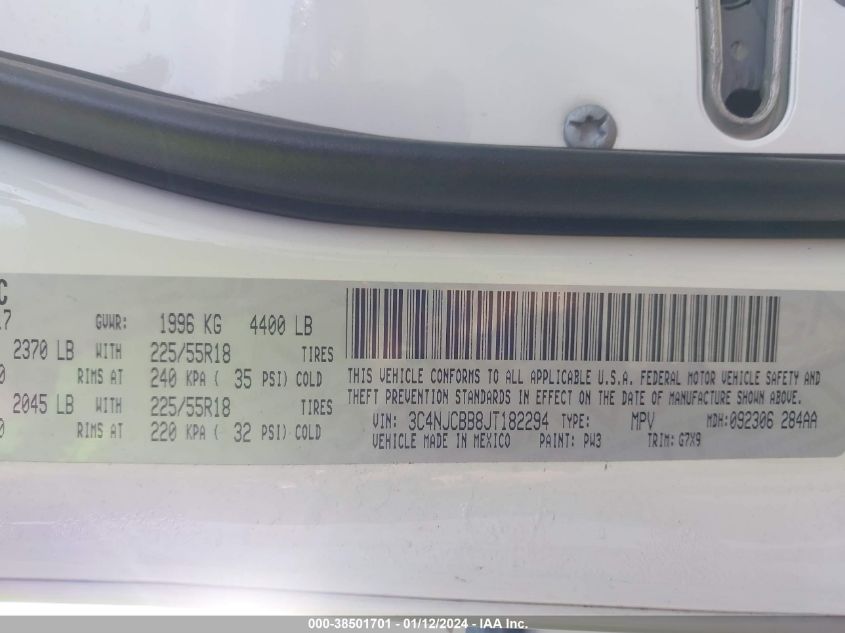 C
17 GVWR: 1996 KG 4400 LB
2370 LB WITH 225/55R18 TIRES
0 RIMS AT 240 KPA ( 35 PSI) COLD
2045 LB WITH 225/55R18 TIRES
0 RIMS AT 220 KPA ( 32 PSI) COLD
THIS VEHICLE CONFORMS TO ALL APPLICABLE U.S.A. FEDERAL MOTOR VEHICLE SAFETY AND
THEFT PREVENTION STANDARDS IN EFFECT ON THE DATE OF MANUFACTURE SHOWN ABOVE.
VIN: 3C4NJCBB8JT182294 TYPE: MPV MDH:092306 284AA
VEHICLE MADE IN MEXICO PAINT: PW3 TRIM: G7X9
000-38501701 - 01/12/2024 - IAA Inc.